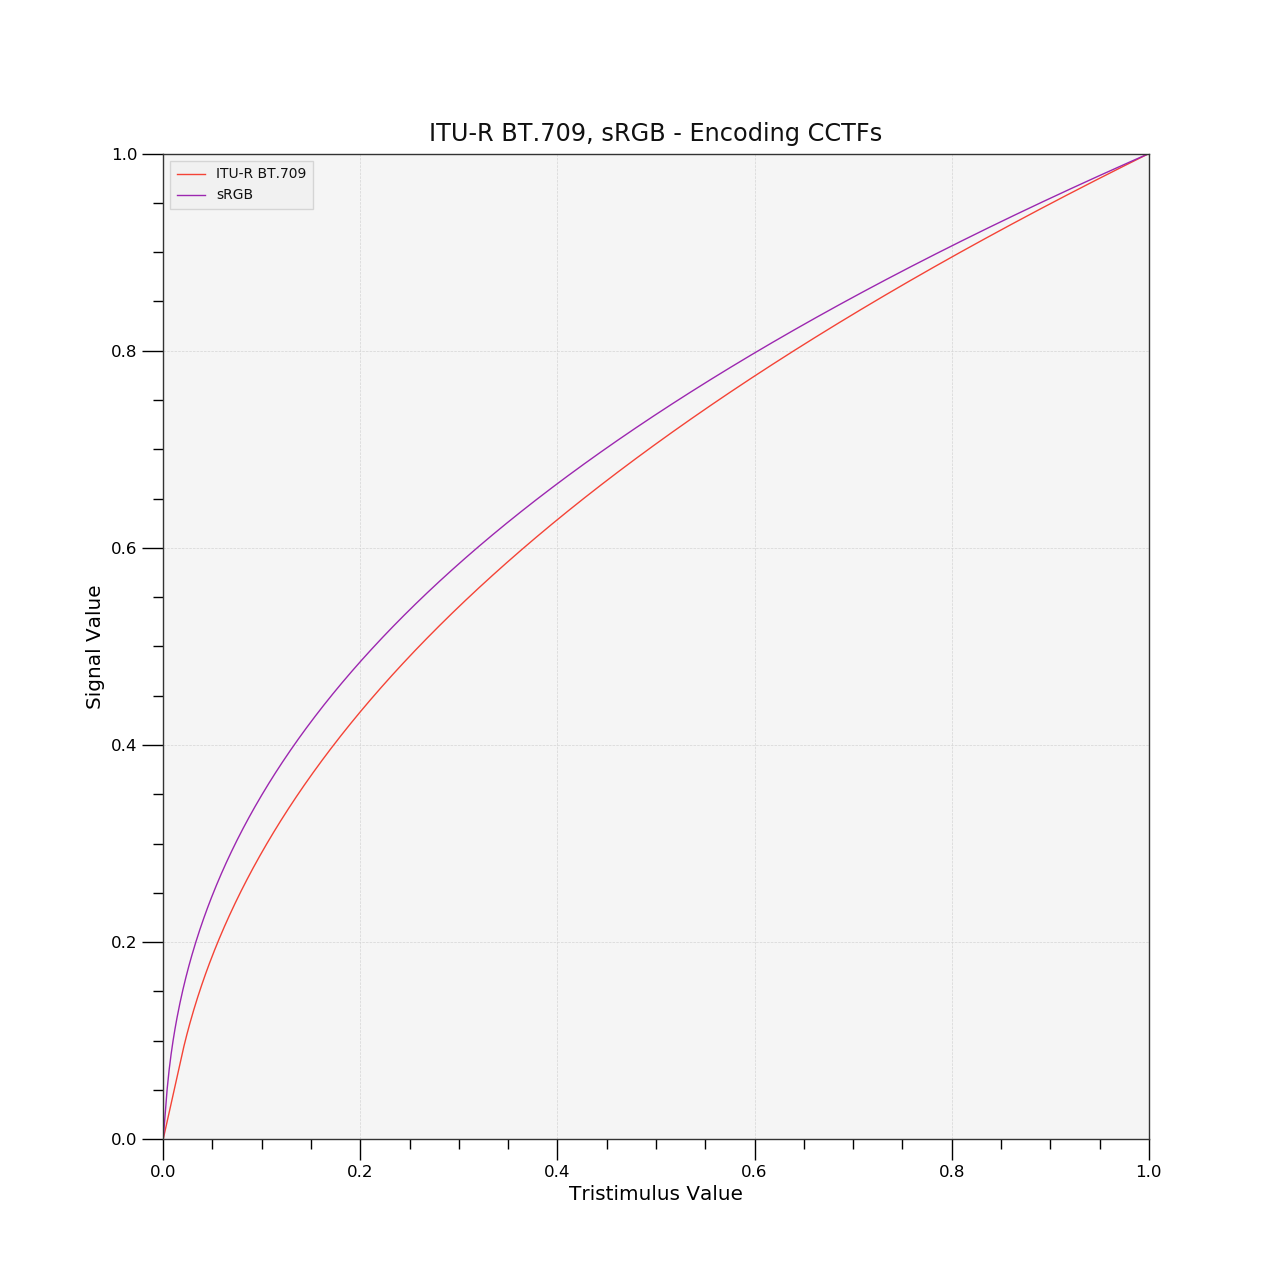 ITU-R BT.709, sRGB - Encoding CCTFs
ITU-R BT.709
sRGB
1.0
0.8
0.6
0.4
0.2
0.0
Signal Value
0.0 0.2 0.4 0.6 0.8 1.0
Tristimulus Value